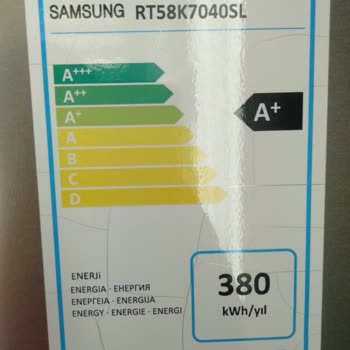 SAMSUNG RT58K7040SL
A+++
A++
A+
A
B
C
D
A+
ENERJi
ENERGIA · ЕНЕРГИЯ
ΕΝΕΡΓΕΙΑ · ENERGIJA
ENERGY · ENERGIE · ENERGI
380
kWh/yıl